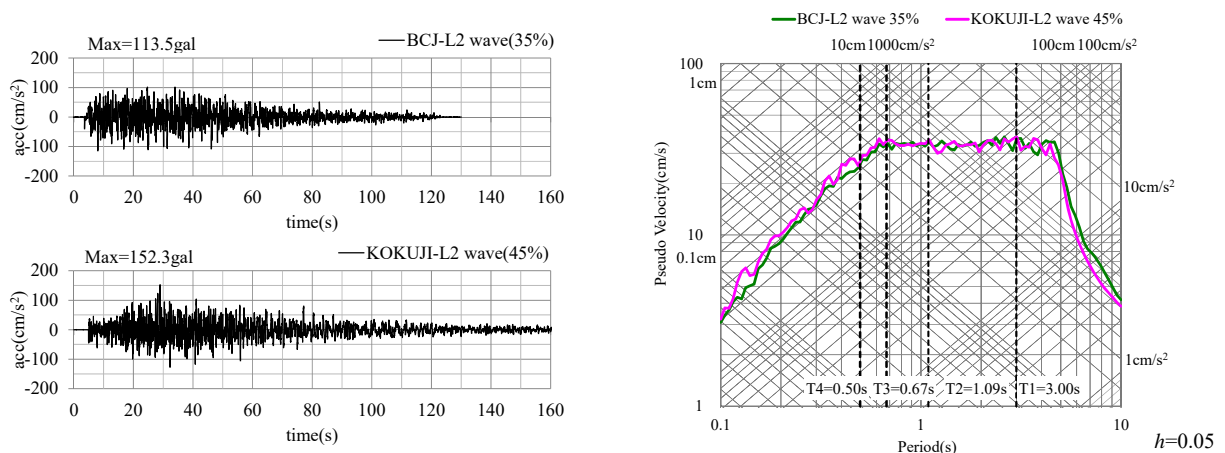 Max=113.5gal
BCJ-L2 wave(35%)
200
100
0
-100
-200
acc(cm/s²)
0 20 40 60 80 100 120 140 160
time(s)
Max=152.3gal
KOKUJI-L2 wave(45%)
200
100
0
-100
-200
acc(cm/s²)
0 20 40 60 80 100 120 140 160
time(s)
BCJ-L2 wave 35% KOKUJI-L2 wave 45%
10cm 1000cm/s² 100cm 100cm/s²
100
1cm
10
0.1cm
1
Pseudo Velocity(cm/s)
10cm/s²
1cm/s²
T4=0.50s T3=0.67s T2=1.09s T1=3.00s
0.1 1 10
Period(s)
h=0.05